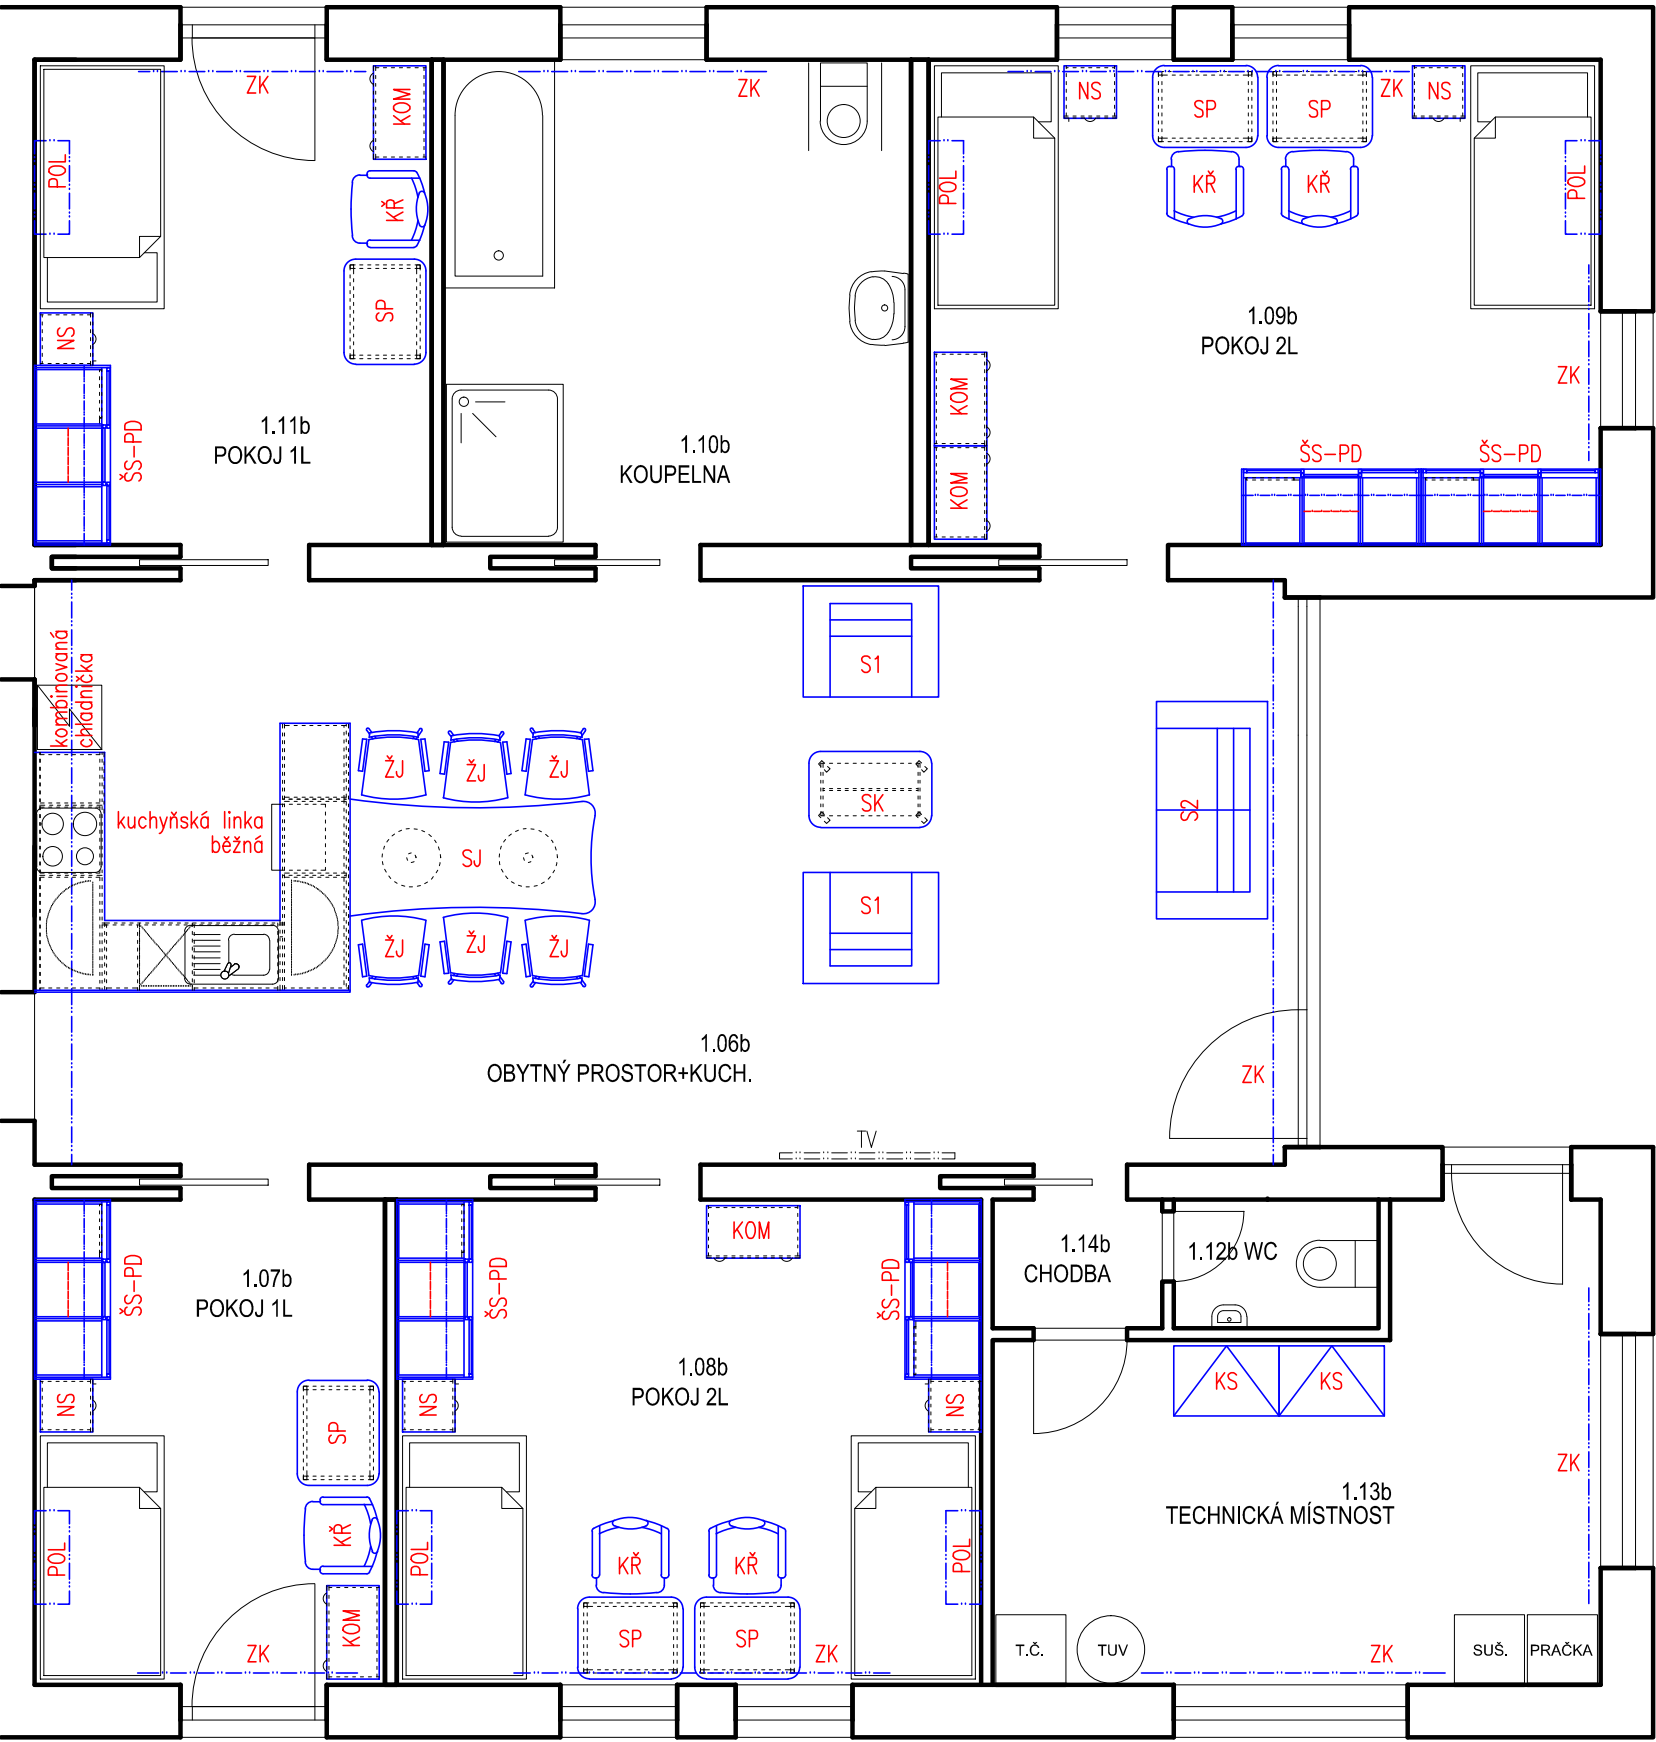 ZK
KOM
POL
KŘ
SP
NS
ŠS-PD
1.11b
POKOJ 1L
ZK
1.10b
KOUPELNA
NS
SP
SP
ZK
NS
POL
KŘ
KŘ
POL
1.09b
POKOJ 2L
ZK
KOM
KOM
ŠS-PD
ŠS-PD
kombinovaná
chladnička
kuchyňská linka
běžná
ŽJ
ŽJ
ŽJ
SJ
ŽJ
ŽJ
ŽJ
S1
SK
S1
S2
1.06b
OBYTNÝ PROSTOR+KUCH.
ZK
TV
ŠS-PD
1.07b
POKOJ 1L
NS
SP
KŘ
POL
KOM
ZK
ŠS-PD
KOM
ŠS-PD
1.08b
POKOJ 2L
NS
NS
POL
KŘ
KŘ
POL
SP
SP
ZK
1.14b
CHODBA
1.12b WC
KS
KS
ZK
1.13b
TECHNICKÁ MÍSTNOST
T.Č.
TUV
ZK
SUŠ.
PRAČKA